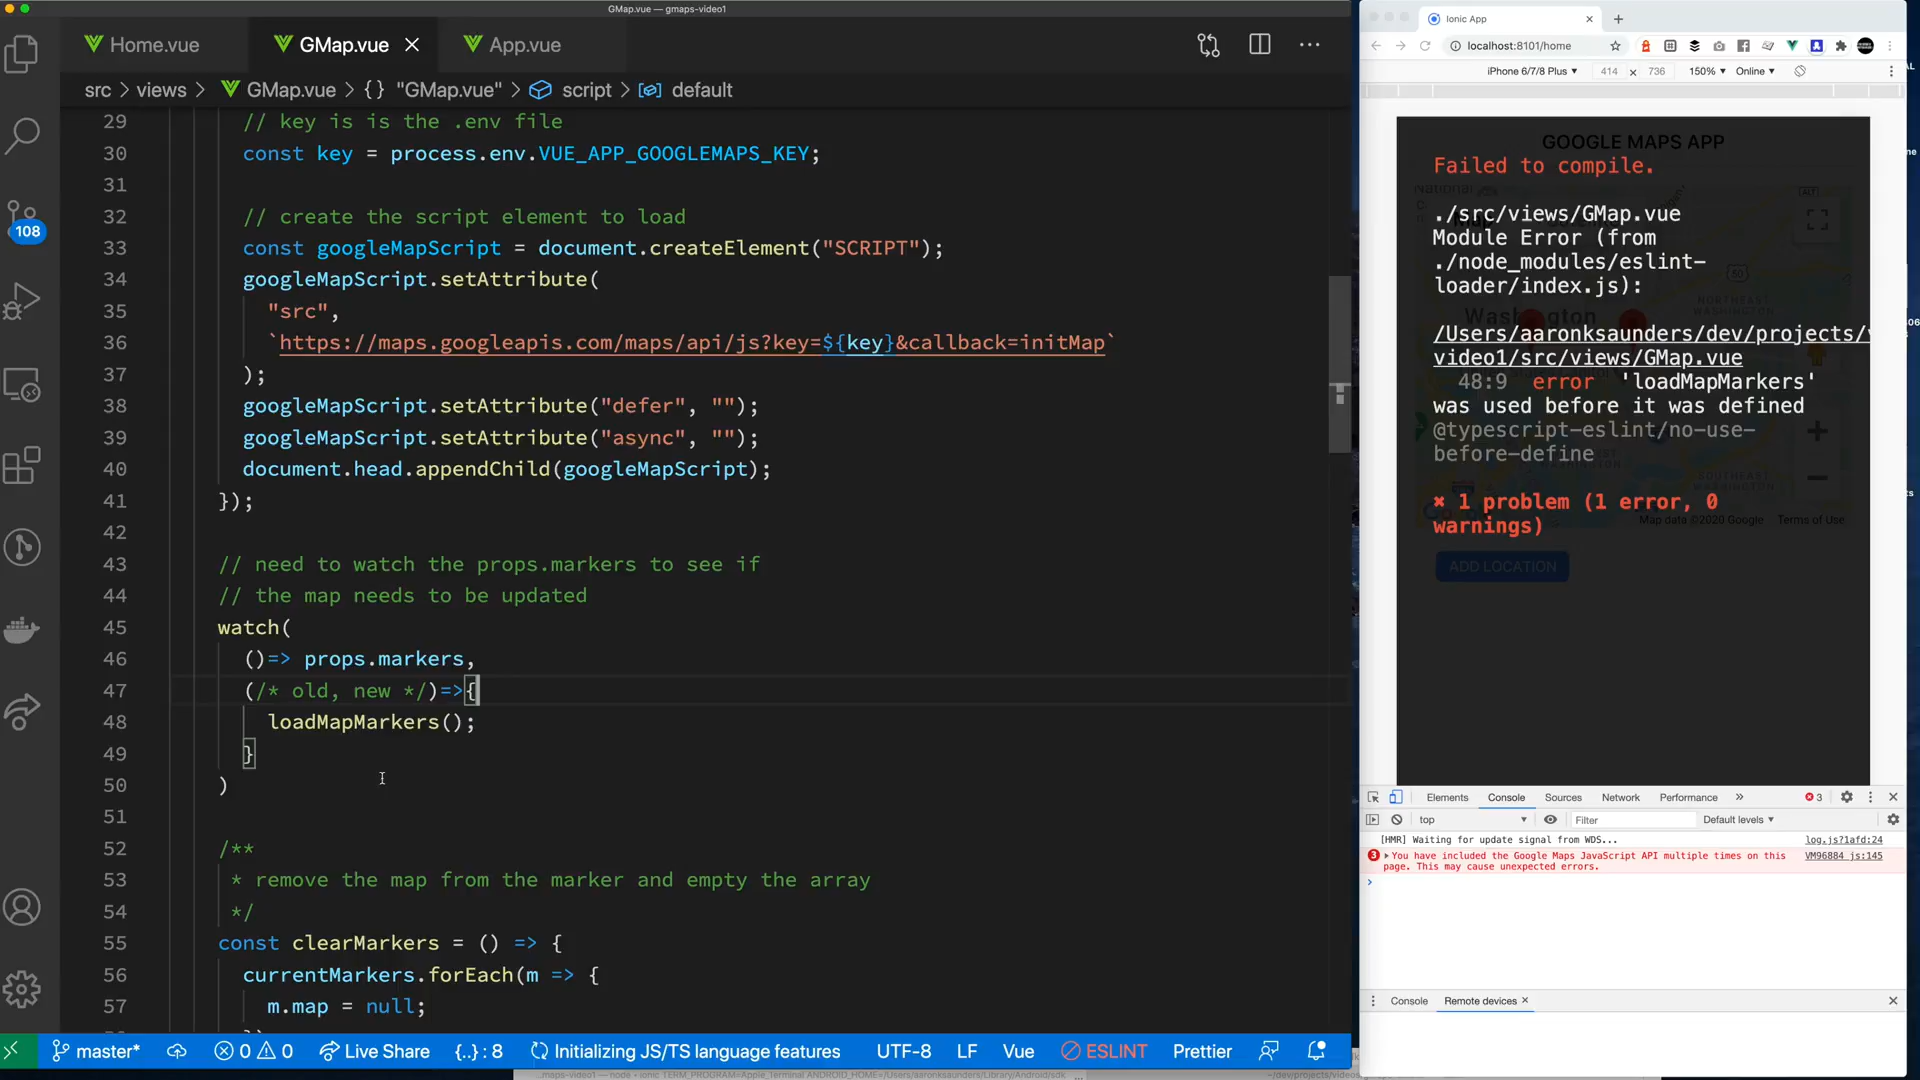 GMap.vue — gmaps-video1
Home.vue
GMap.vue
App.vue
src > views > GMap.vue > {} "GMap.vue" > script > default
29 // key is is the .env file
30 const key = process.env.VUE_APP_GOOGLEMAPS_KEY;
31
32 // create the script element to load
33 const googleMapScript = document.createElement("SCRIPT");
34 googleMapScript.setAttribute(
35 "src",
36 `https://maps.googleapis.com/maps/api/js?key=${key}&callback=initMap`
37 );
38 googleMapScript.setAttribute("defer", "");
39 googleMapScript.setAttribute("async", "");
40 document.head.appendChild(googleMapScript);
41 });
42
43 // need to watch the props.markers to see if
44 // the map needs to be updated
45 watch(
46 ()=> props.markers,
47 (/* old, new */)=>{
48 loadMapMarkers();
49 }
50 )
51
52 /**
53 * remove the map from the marker and empty the array
54 */
55 const clearMarkers = () => {
56 currentMarkers.forEach(m => {
57 m.map = null;
108
master*
0 0
Live Share
{..} : 8
Initializing JS/TS language features
UTF-8
LF
Vue
ESLINT
Prettier
Ionic App
localhost:8101/home
iPhone 6/7/8 Plus
414 × 736
150%
Online
GOOGLE MAPS APP
Failed to compile.
./src/views/GMap.vue
Module Error (from
./node_modules/eslint-
loader/index.js):
/Users/aaronksaunders/dev/projects/
video1/src/views/GMap.vue
48:9 error 'loadMapMarkers'
was used before it was defined
@typescript-eslint/no-use-
before-define
✖ 1 problem (1 error, 0
warnings)
Washington
Map data ©2020 Google
Terms of Use
ADD LOCATION
Elements
Console
Sources
Network
Performance
3
top
Filter
Default levels
[HMR] Waiting for update signal from WDS...
log.js?1afd:24
3 You have included the Google Maps JavaScript API multiple times on this
VM96884 js:145
page. This may cause unexpected errors.
Console
Remote devices